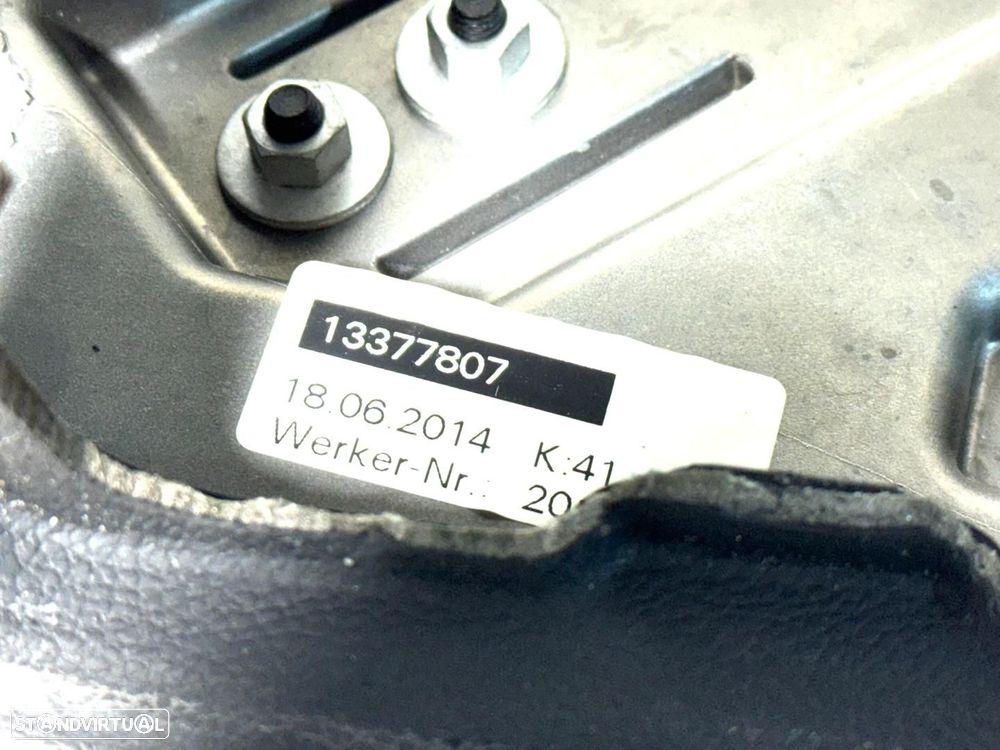 13377807
18.06.2014 K:41
Werker-Nr.: 20
STANDVIRTUAL